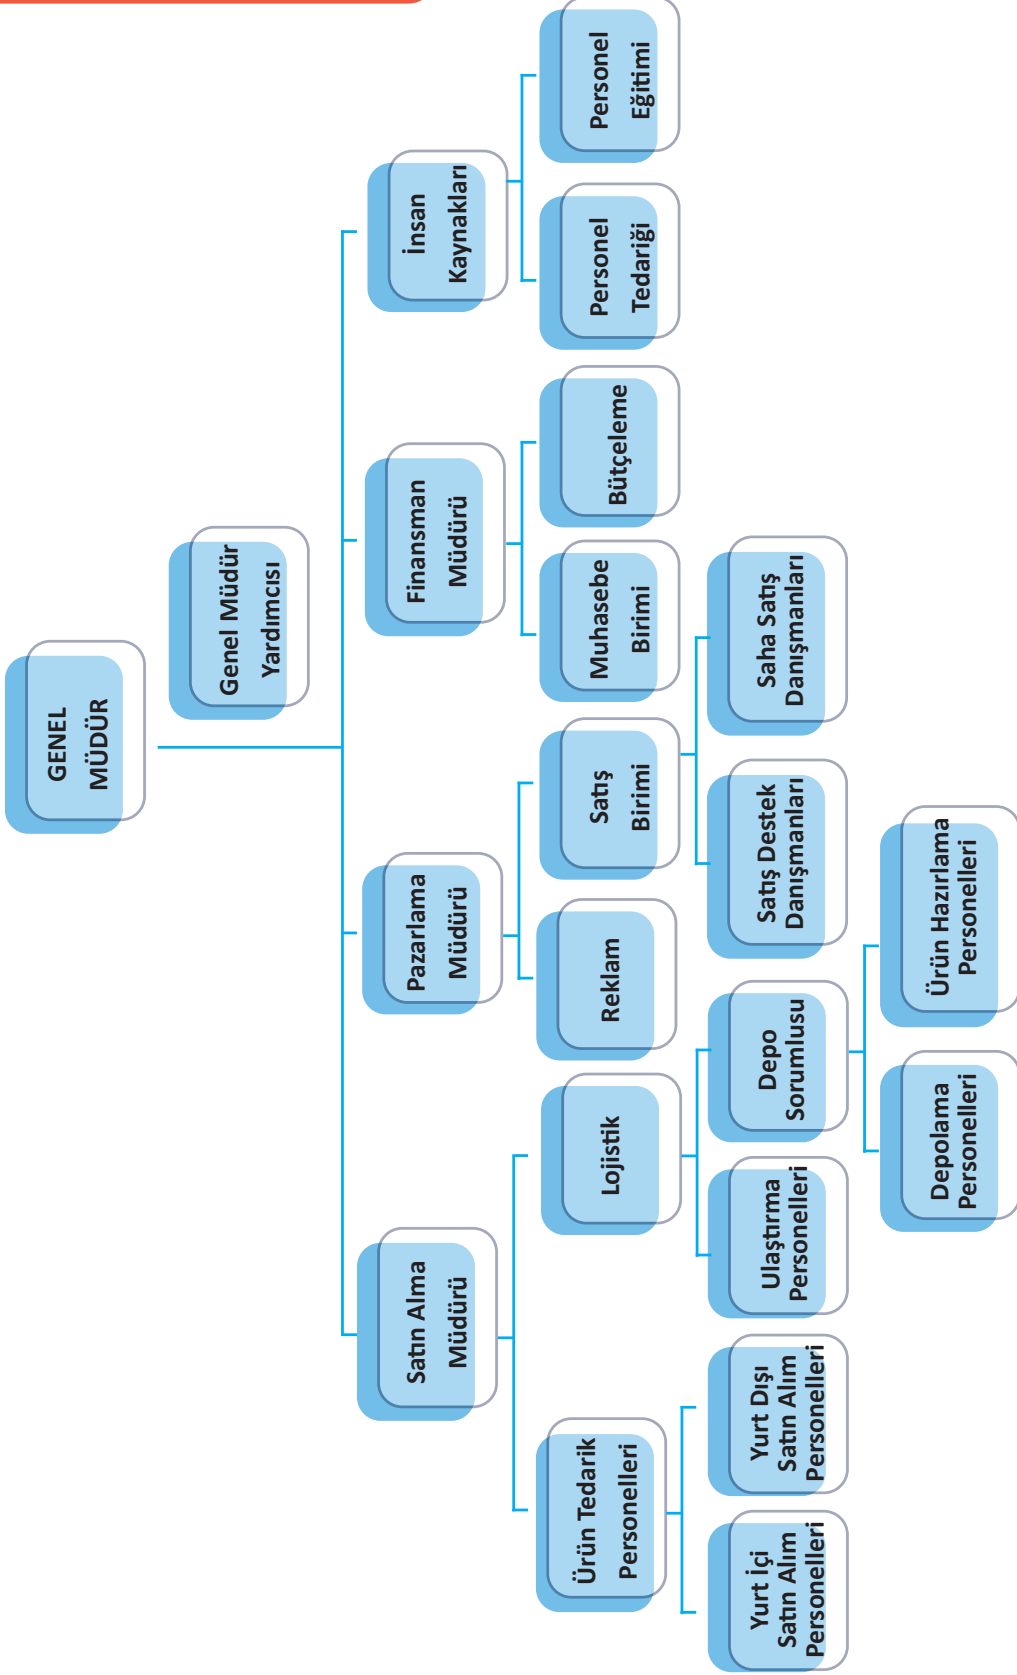 GENEL
MÜDÜR
Genel Müdür
Yardımcısı
Satın Alma
Müdürü
Pazarlama
Müdürü
Finansman
Müdürü
İnsan
Kaynakları
Ürün Tedarik
Personelleri
Lojistik
Reklam
Satış
Birimi
Muhasebe
Birimi
Bütçeleme
Personel
Tedariği
Personel
Eğitimi
Yurt İçi
Satın Alım
Personelleri
Yurt Dışı
Satın Alım
Personelleri
Ulaştırma
Personelleri
Depo
Sorumlusu
Satış Destek
Danışmanları
Saha Satış
Danışmanları
Depolama
Personelleri
Ürün Hazırlama
Personelleri